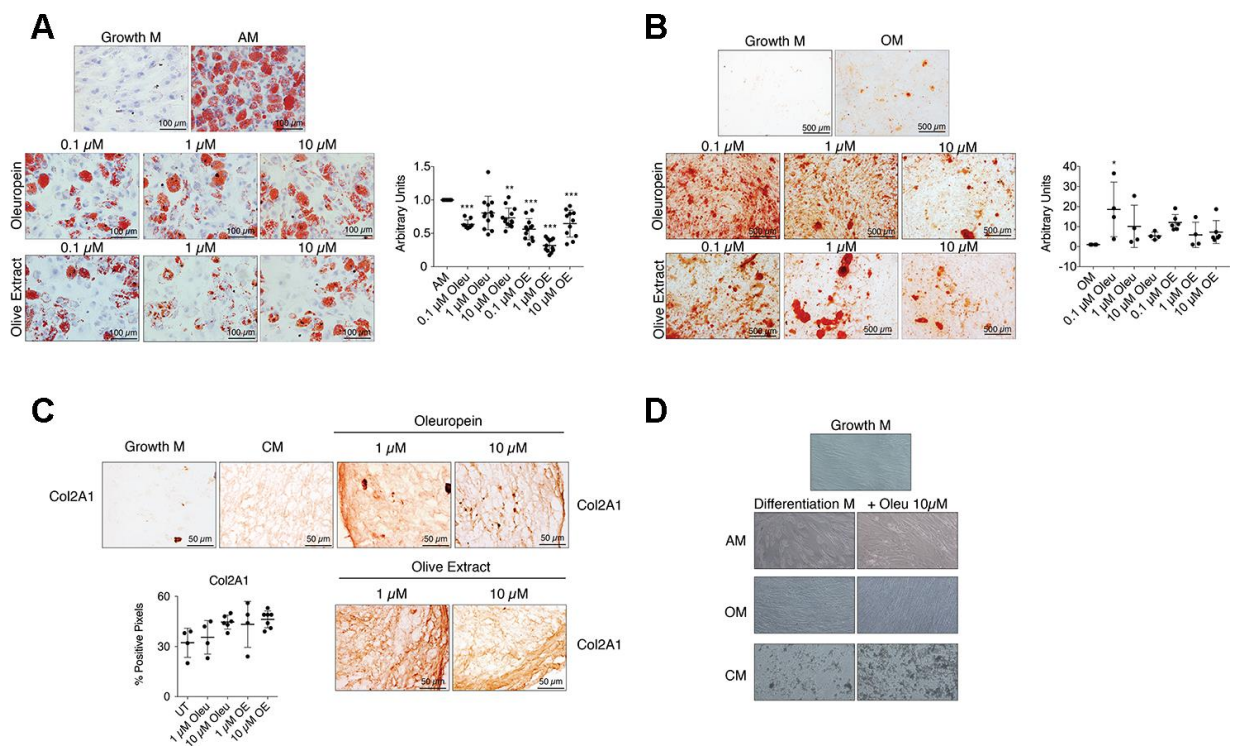 A
Growth M AM
100 µm 100 µm
0.1 µM 1 µM 10 µM
Oleuropein
100 µm 100 µm 100 µm
0.1 µM 1 µM 10 µM
Olive Extract
100 µm 100 µm 100 µm
Arbitrary Units
1.5
1.0
0.5
0
*** ** *** *** ***
AM
0.1 µM Oleu
1 µM Oleu
10 µM Oleu
0.1 µM OE
1 µM OE
10 µM OE
B
Growth M OM
500 µm 500 µm
0.1 µM 1 µM 10 µM
Oleuropein
500 µm 500 µm 500 µm
0.1 µM 1 µM 10 µM
Olive Extract
500 µm 500 µm 500 µm
Arbitrary Units
40
30
20
10
0
-10
*
OM
0.1 µM Oleu
1 µM Oleu
10 µM Oleu
0.1 µM OE
1 µM OE
10 µM OE
C
Oleuropein
Growth M CM 1 µM 10 µM
Col2A1 Col2A1
50 µm 50 µm 50 µm 50 µm
Col2A1
% Positive Pixels
60
30
0
UT
1 µM Oleu
10 µM Oleu
1 µM OE
10 µM OE
Olive Extract
1 µM 10 µM
Col2A1
50 µm 50 µm
D
Growth M
Differentiation M + Oleu 10µM
AM
OM
CM